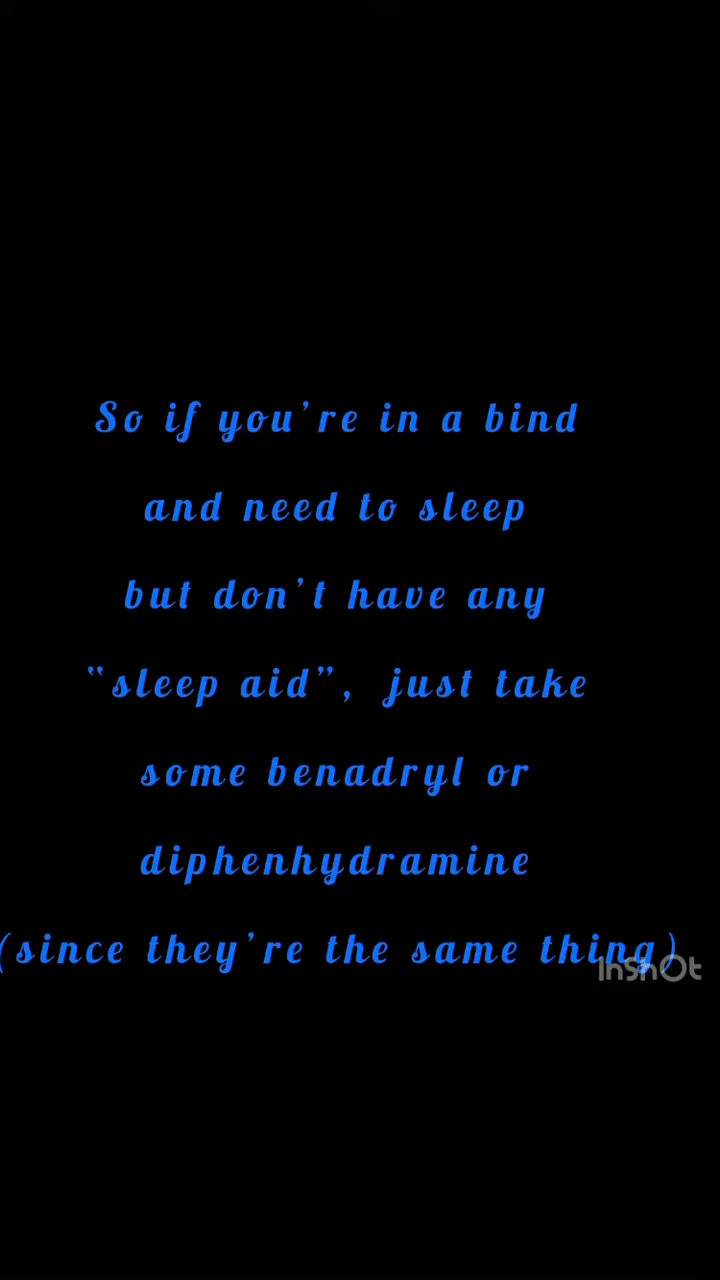 So if you're in a bind
and need to sleep
but don't have any
"sleep aid", just take
some benadryl or
diphenhydramine
(since they're the same thing)
InShOt